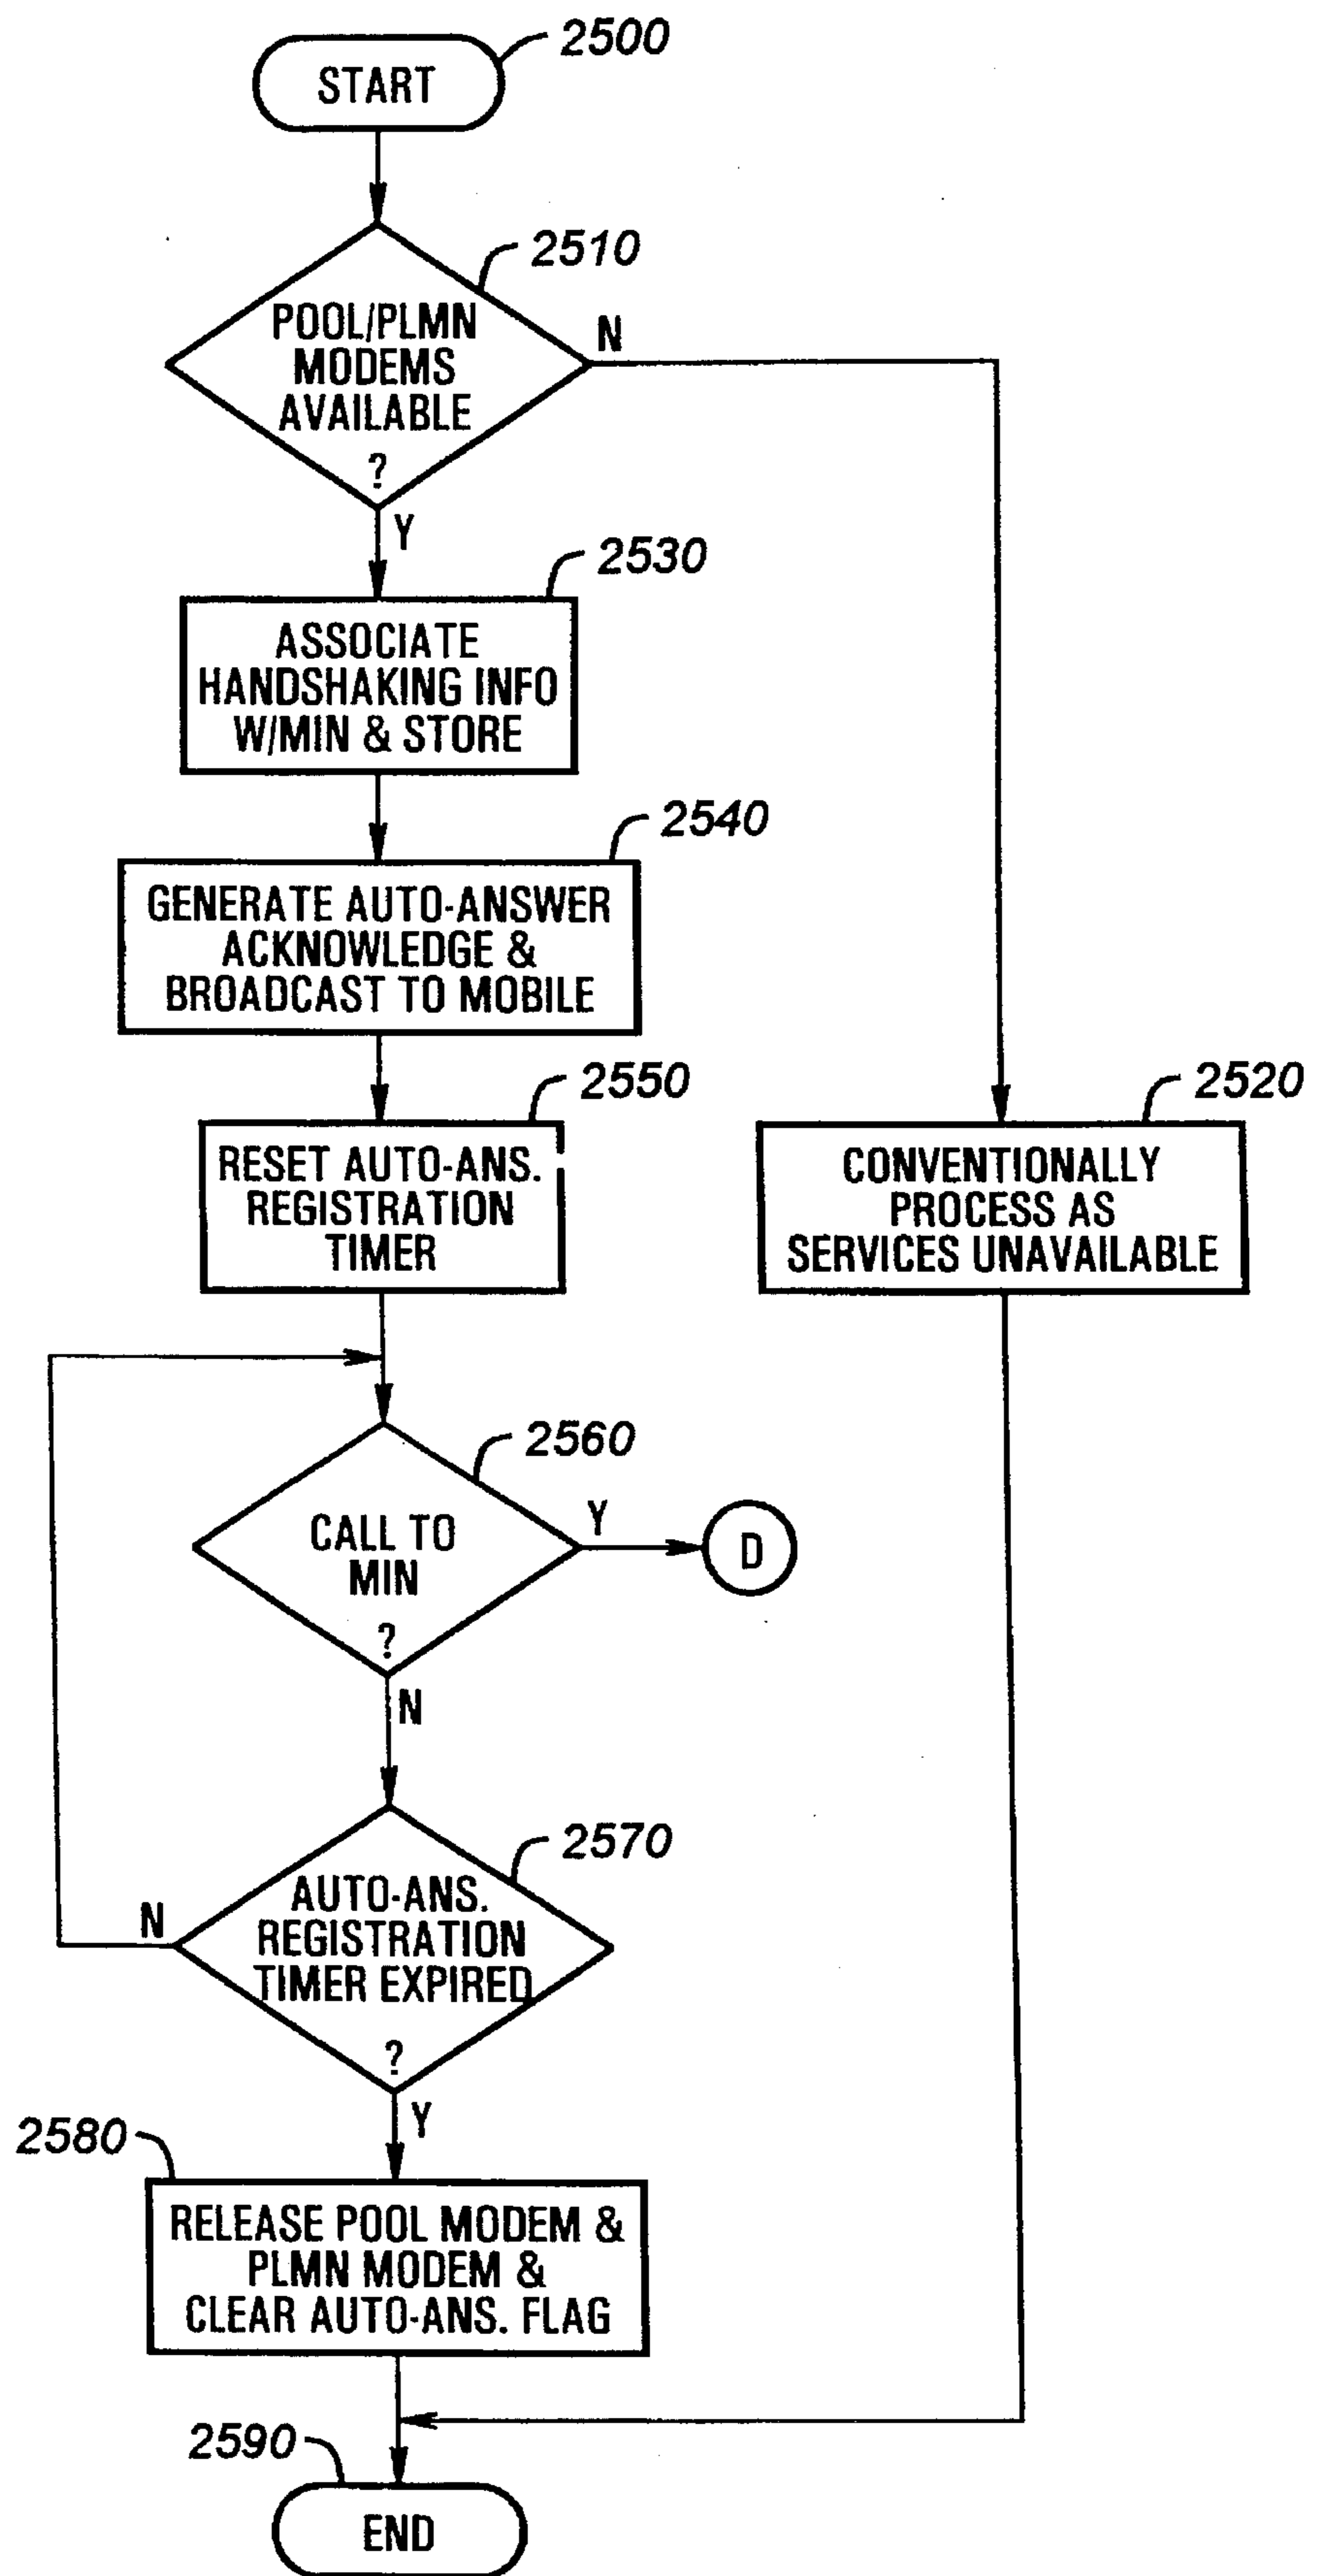 2500
START
2510
POOL/PLMN
MODEMS
AVAILABLE
?
N
Y
2530
ASSOCIATE
HANDSHAKING INFO
W/MIN & STORE
2540
GENERATE AUTO-ANSWER
ACKNOWLEDGE &
BROADCAST TO MOBILE
2550
RESET AUTO-ANS.
REGISTRATION
TIMER
2520
CONVENTIONALLY
PROCESS AS
SERVICES UNAVAILABLE
2560
CALL TO
MIN
?
Y
D
N
2570
AUTO-ANS.
REGISTRATION
TIMER EXPIRED
?
N
Y
2580
RELEASE POOL MODEM &
PLMN MODEM &
CLEAR AUTO-ANS. FLAG
2590
END